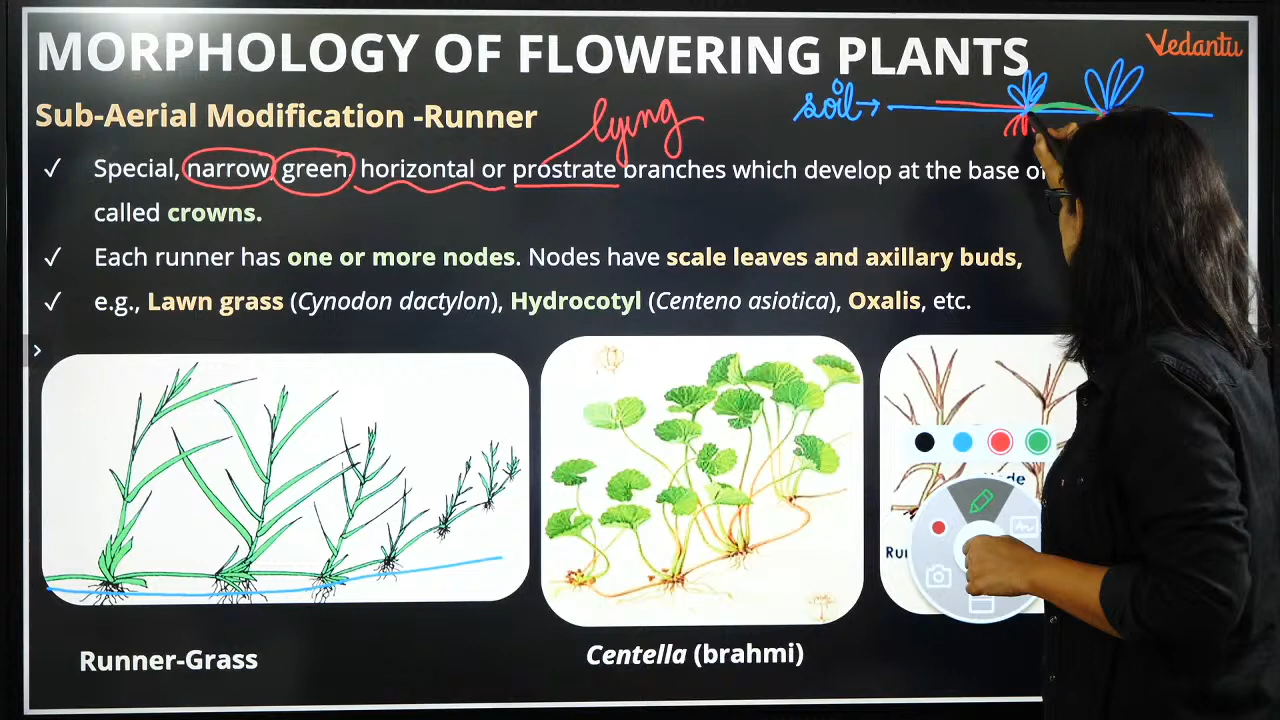 MORPHOLOGY OF FLOWERING PLANTS
Vedantu
soil →
Sub-Aerial Modification -Runner
lying
✓ Special, narrow green horizontal or prostrate branches which develop at the base of
called crowns.
✓ Each runner has one or more nodes. Nodes have scale leaves and axillary buds,
✓ e.g., Lawn grass (Cynodon dactylon), Hydrocotyl (Centeno asiotica), Oxalis, etc.
Runner-Grass
Centella (brahmi)